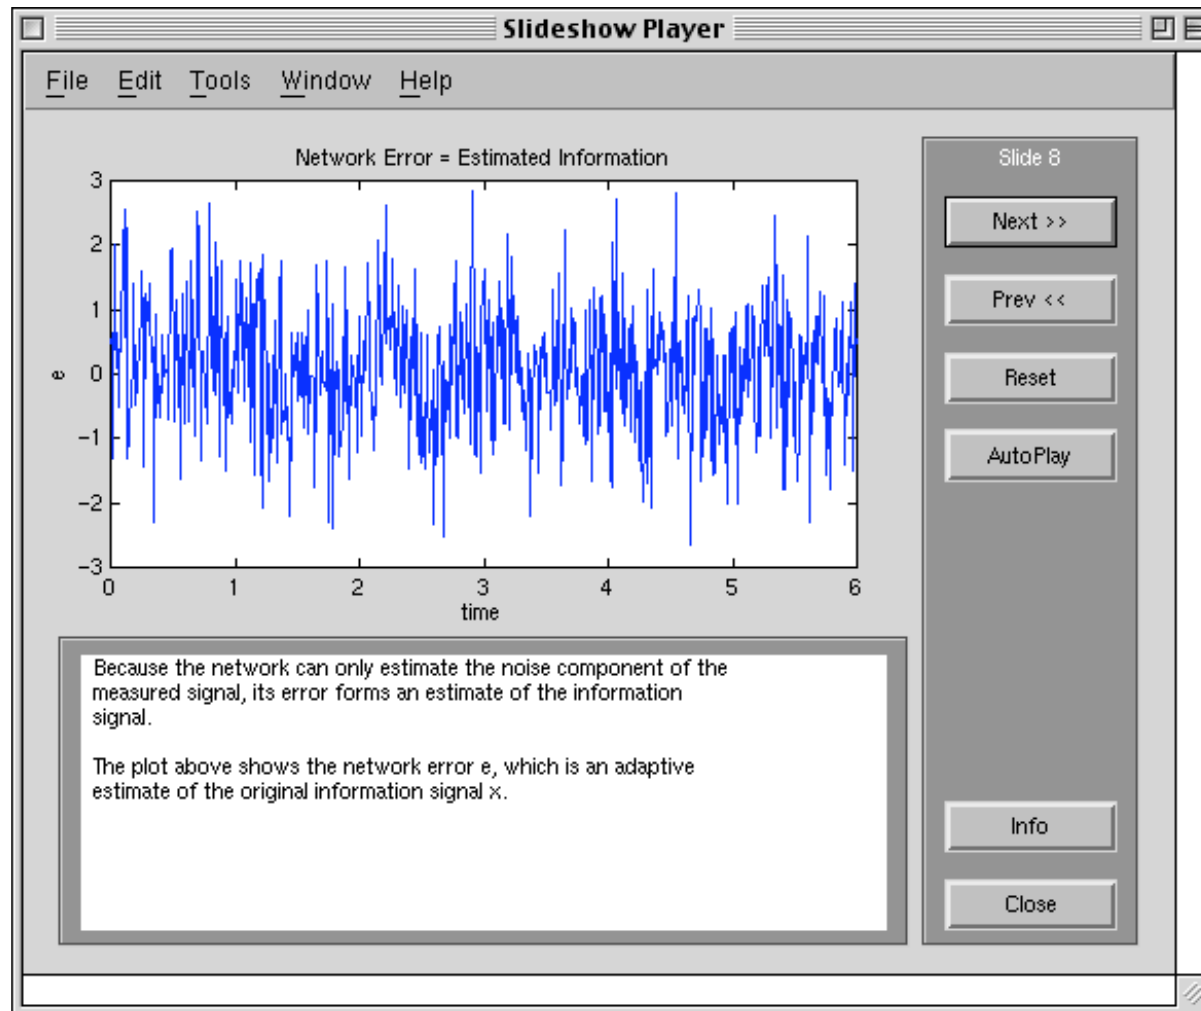 Slideshow Player
File Edit Tools Window Help
Network Error = Estimated Information
3
2
1
0
-1
-2
-3
e
0 1 2 3 4 5 6
time
Because the network can only estimate the noise component of the
measured signal, its error forms an estimate of the information
signal.
The plot above shows the network error e, which is an adaptive
estimate of the original information signal x.
Slide 8
Next >>
Prev <<
Reset
AutoPlay
Info
Close